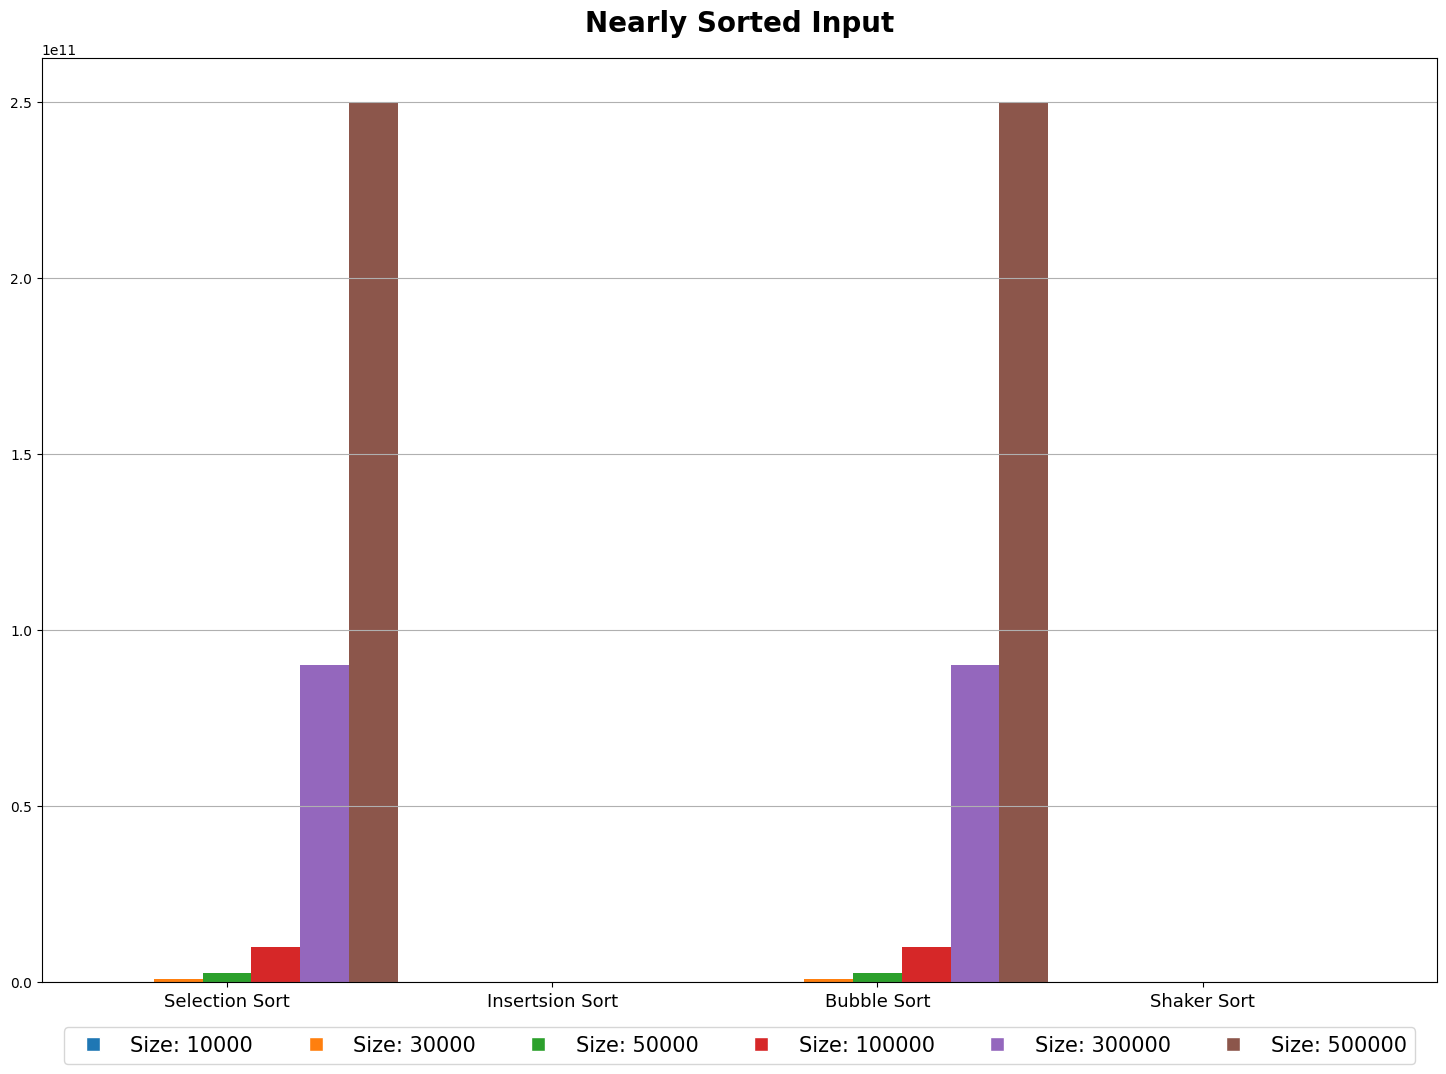 Nearly Sorted Input
1e11
2.5
2.0
1.5
1.0
0.5
0.0
Selection Sort Insertsion Sort Bubble Sort Shaker Sort
Size: 10000 Size: 30000 Size: 50000 Size: 100000 Size: 300000 Size: 500000